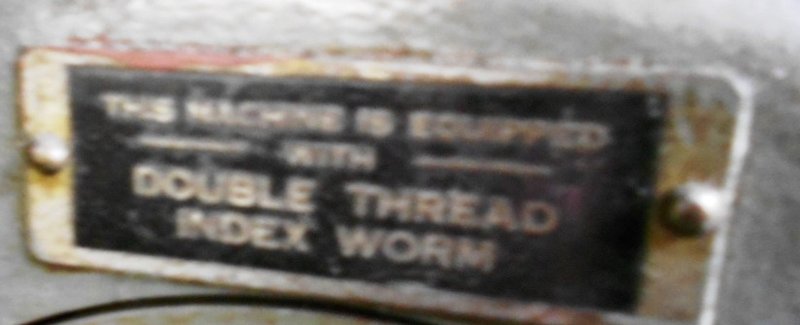 THIS MACHINE IS EQUIPPED
WITH
DOUBLE THREAD
INDEX WORM